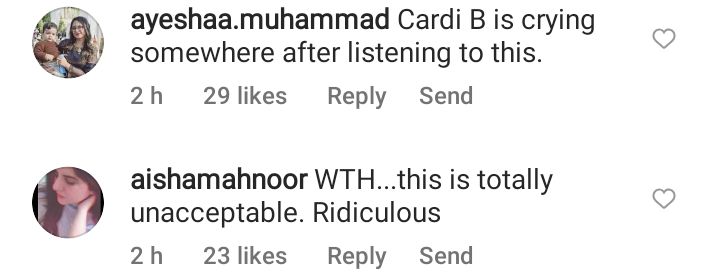 ayeshaa.muhammad Cardi B is crying
somewhere after listening to this.
2 h 29 likes Reply Send
aishamahnoor WTH...this is totally
unacceptable. Ridiculous
2 h 23 likes Reply Send